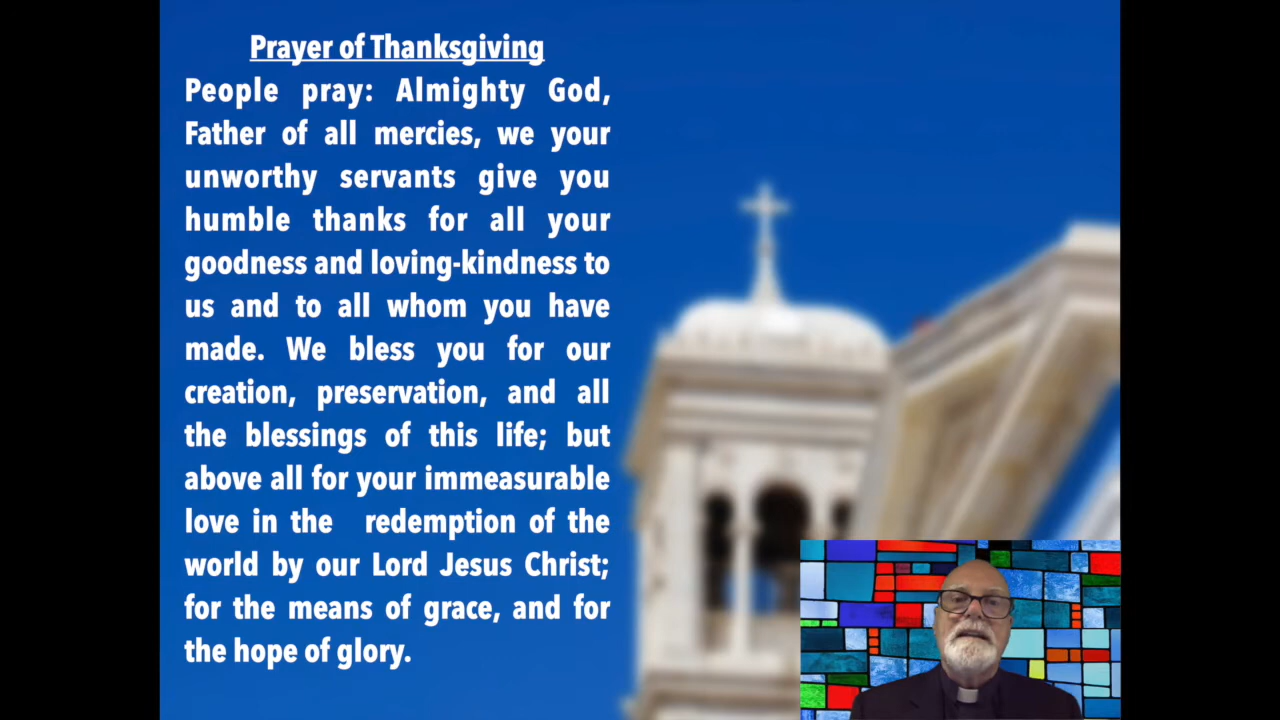 Prayer of Thanksgiving
People pray: Almighty God,
Father of all mercies, we your
unworthy servants give you
humble thanks for all your
goodness and loving-kindness to
us and to all whom you have
made. We bless you for our
creation, preservation, and all
the blessings of this life; but
above all for your immeasurable
love in the redemption of the
world by our Lord Jesus Christ;
for the means of grace, and for
the hope of glory.